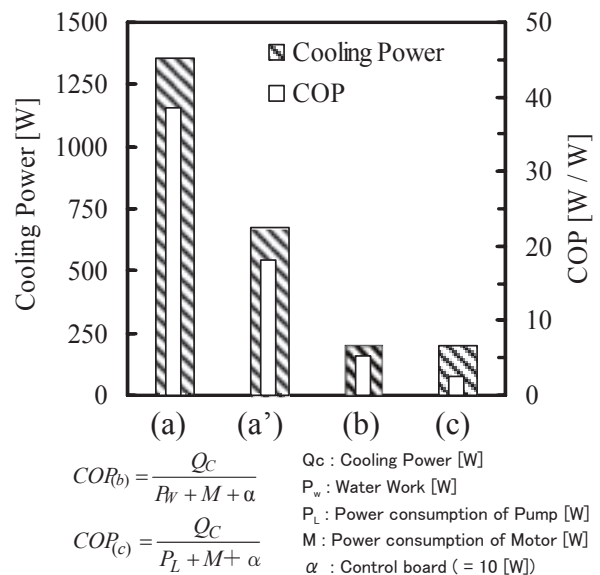 1500
1250
1000
750
500
250
0
Cooling Power [W]
Cooling Power
COP
50
40
30
20
10
0
COP [W / W]
(a) (a’) (b) (c)
COP(b) = QC / (PW + M + α)
COP(c) = QC / (PL + M + α)
Qc : Cooling Power [W]
Pw : Water Work [W]
PL : Power consumption of Pump [W]
M : Power consumption of Motor [W]
α : Control board ( = 10 [W])